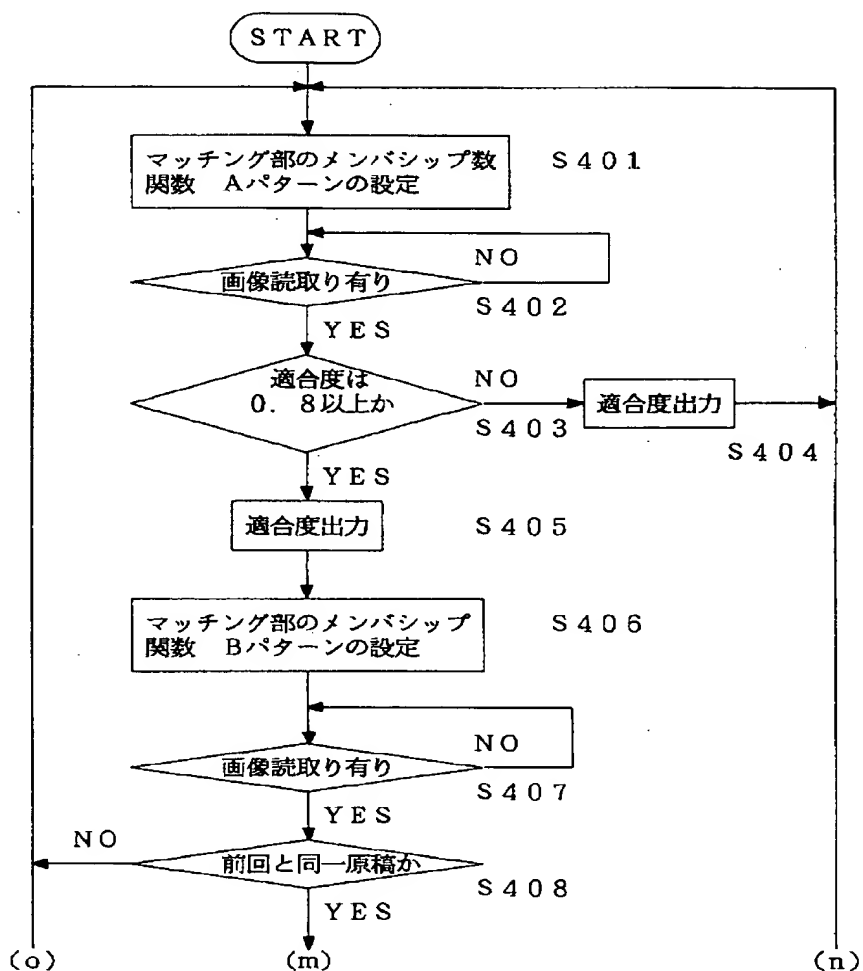 START
マッチング部のメンバシップ数
関数 Aパターンの設定
S401
NO
画像読取り有り
S402
YES
適合度は
0.8以上か
NO
S403
適合度出力
S404
YES
適合度出力
S405
マッチング部のメンバシップ
関数 Bパターンの設定
S406
NO
画像読取り有り
S407
YES
NO
前回と同一原稿か
S408
YES
(o)
(m)
(n)